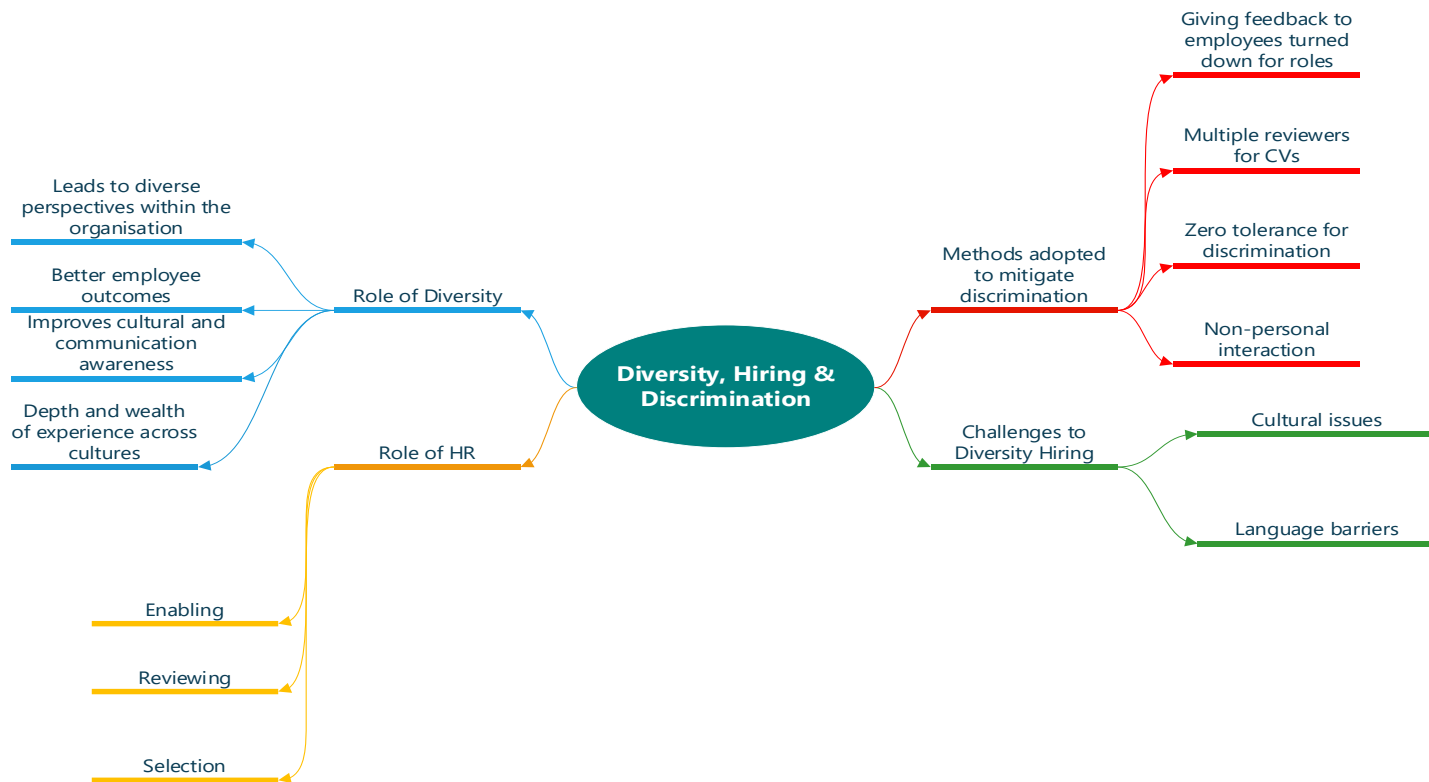 Diversity, Hiring &
Discrimination
Role of Diversity
Leads to diverse
perspectives within the
organisation
Better employee
outcomes
Improves cultural and
communication
awareness
Depth and wealth
of experience across
cultures
Role of HR
Enabling
Reviewing
Selection
Methods adopted
to mitigate
discrimination
Giving feedback to
employees turned
down for roles
Multiple reviewers
for CVs
Zero tolerance for
discrimination
Non-personal
interaction
Challenges to
Diversity Hiring
Cultural issues
Language barriers